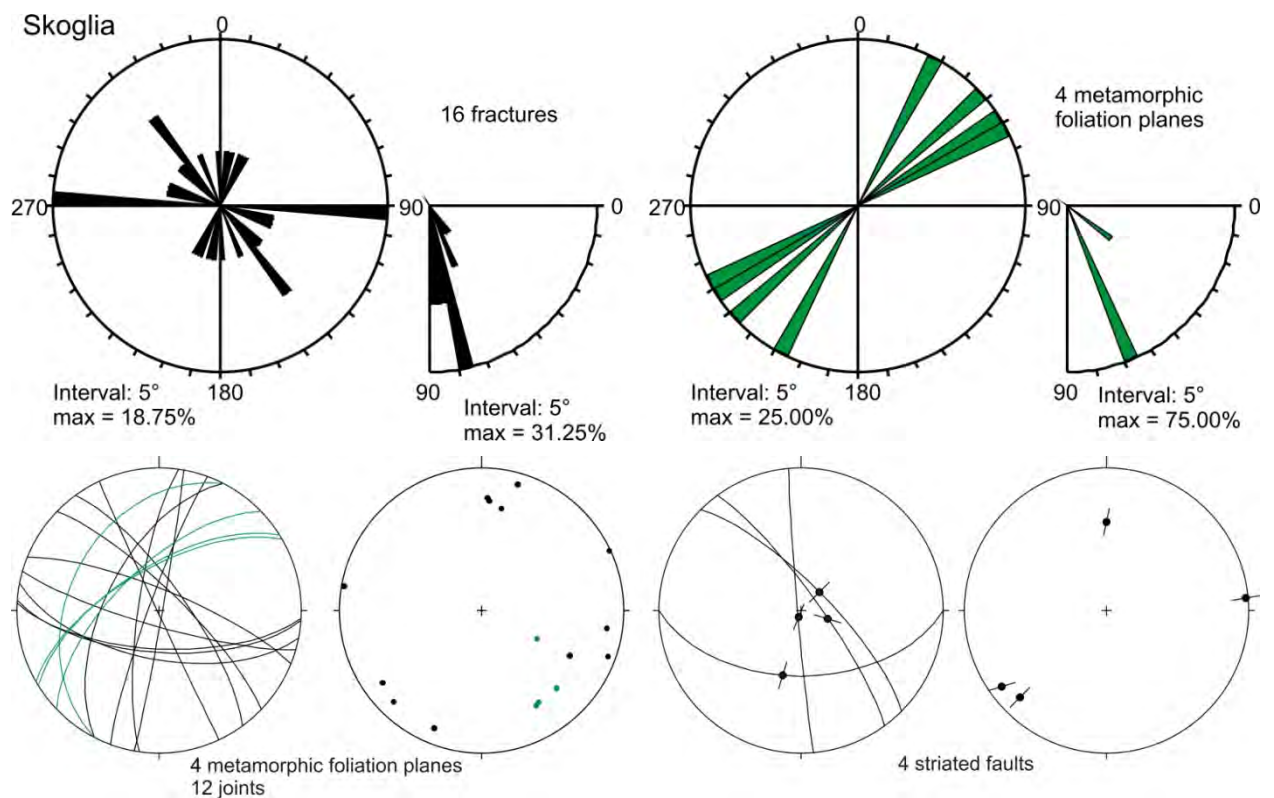 Skoglia
0
270
90
180
16 fractures
Interval: 5°
max = 18.75%
0
90
Interval: 5°
max = 31.25%
0
270
90
180
4 metamorphic
foliation planes
Interval: 5°
max = 25.00%
0
90
Interval: 5°
max = 75.00%
4 metamorphic foliation planes
12 joints
4 striated faults